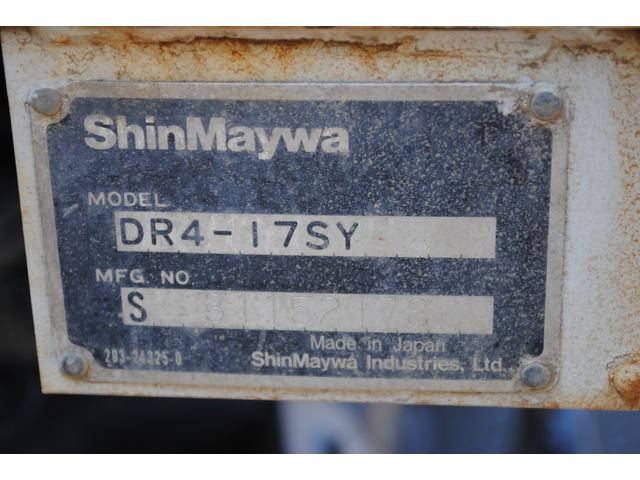 ShinMaywa
MODEL
DR4-17SY
MFG NO.
S
Made in Japan
203-24325-0
ShinMaywa Industries, Ltd.